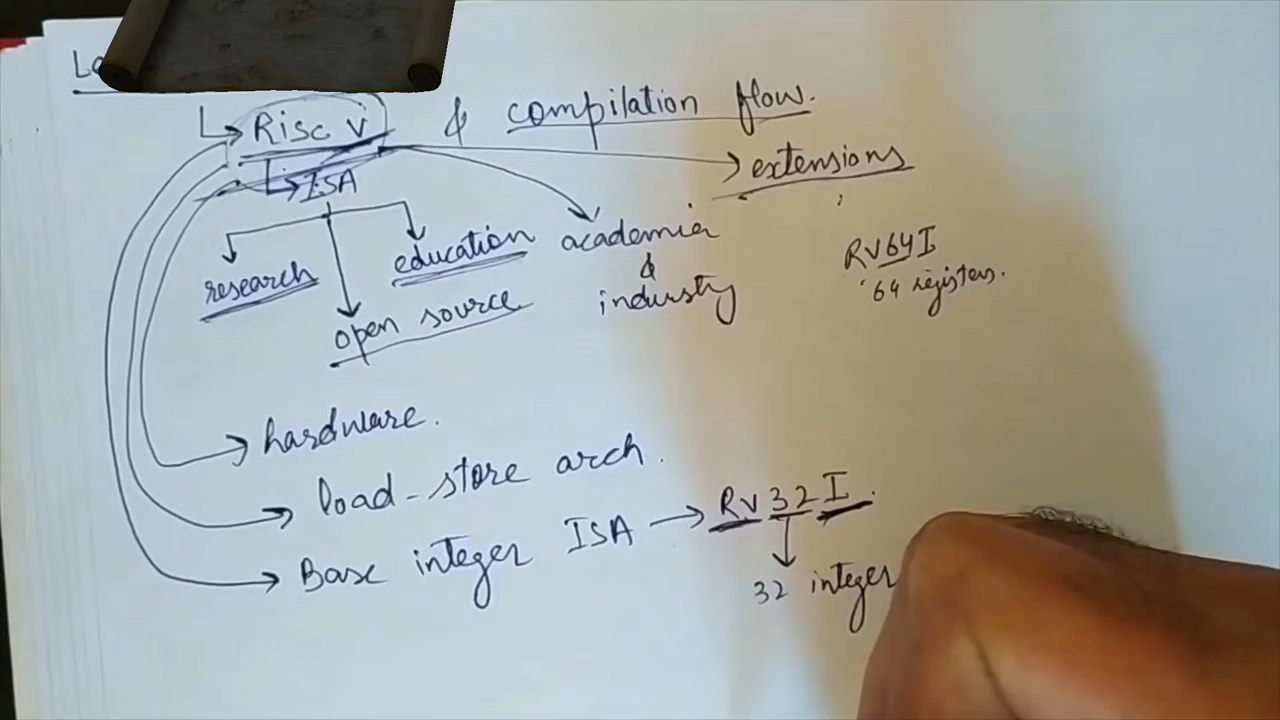 Risc V & compilation flow.
extensions
ISA
research
education
open source
academia
&
industry
RV64I
64 registers.
hardware.
load-store arch.
Base integer ISA → RV32I.
32 integer